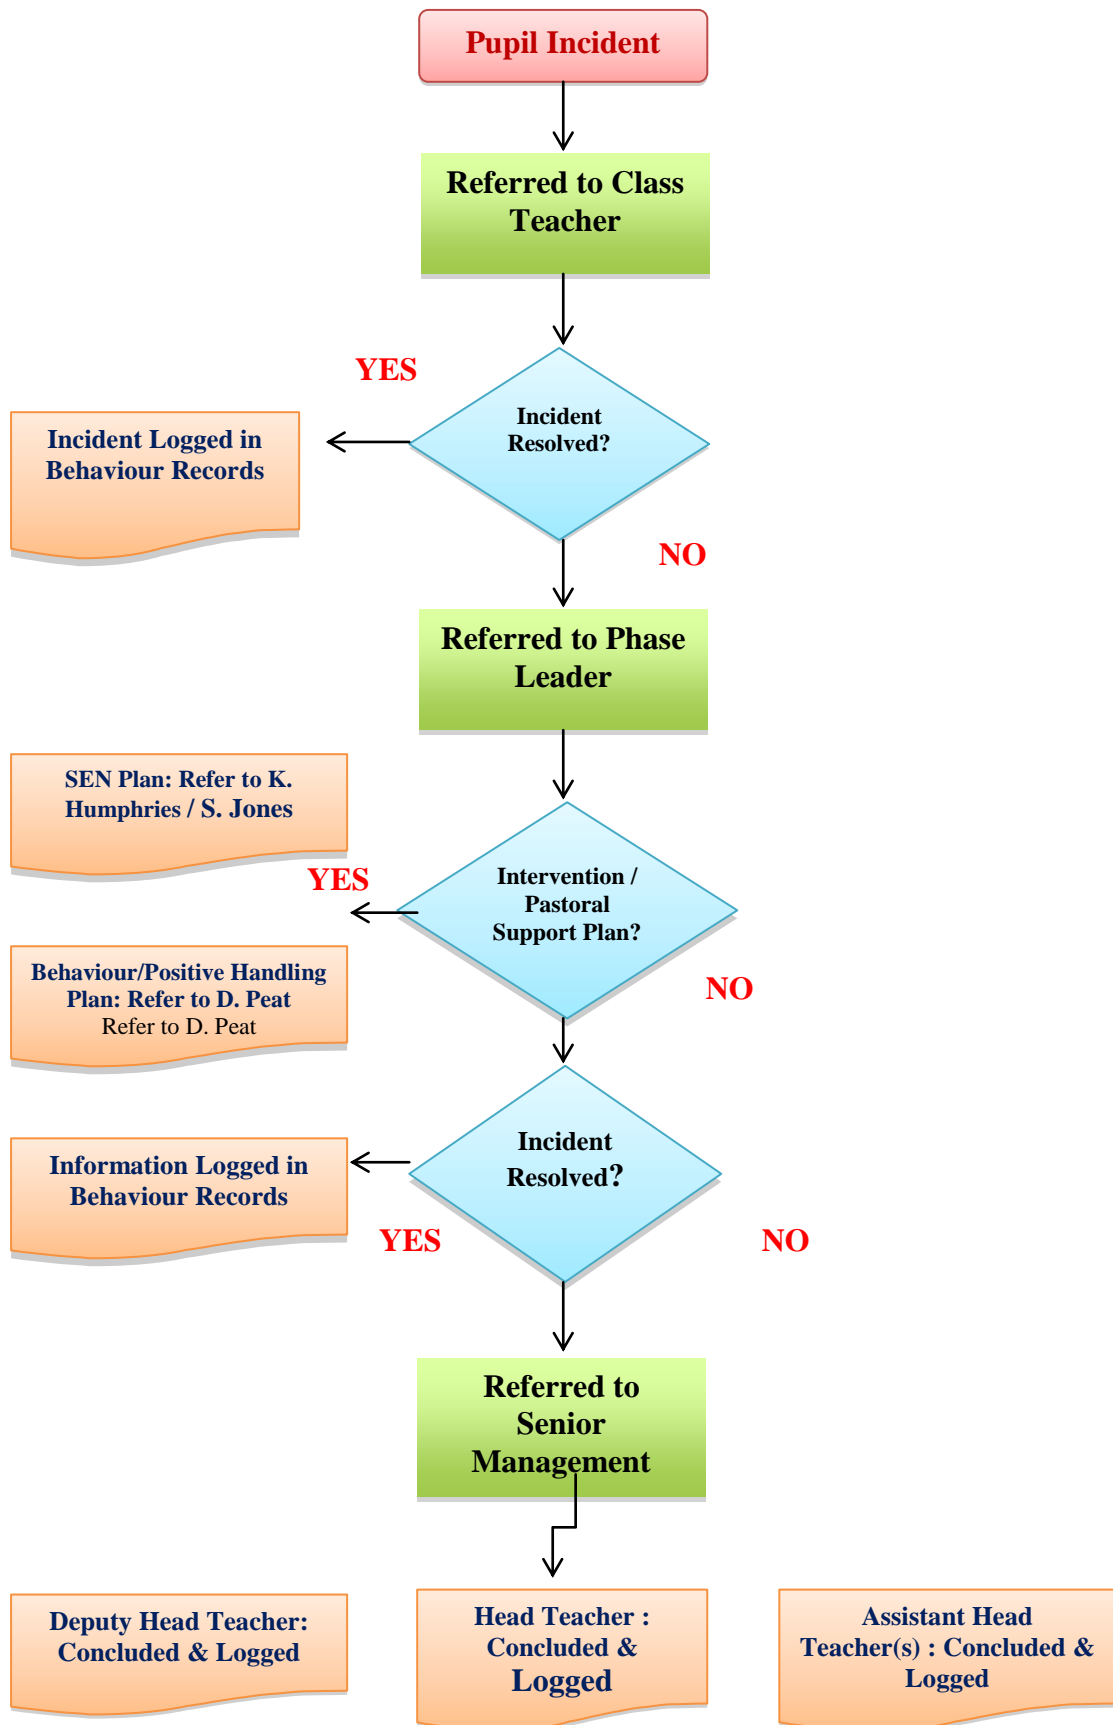 Pupil Incident
Referred to Class
Teacher
YES
Incident
Resolved?
Incident Logged in
Behaviour Records
NO
Referred to Phase
Leader
SEN Plan: Refer to K.
Humphries / S. Jones
YES
Intervention /
Pastoral
Support Plan?
Behaviour/Positive Handling
Plan: Refer to D. Peat
Refer to D. Peat
NO
Incident
Resolved?
Information Logged in
Behaviour Records
YES
NO
Referred to
Senior
Management
Deputy Head Teacher:
Concluded & Logged
Head Teacher :
Concluded &
Logged
Assistant Head
Teacher(s) : Concluded &
Logged